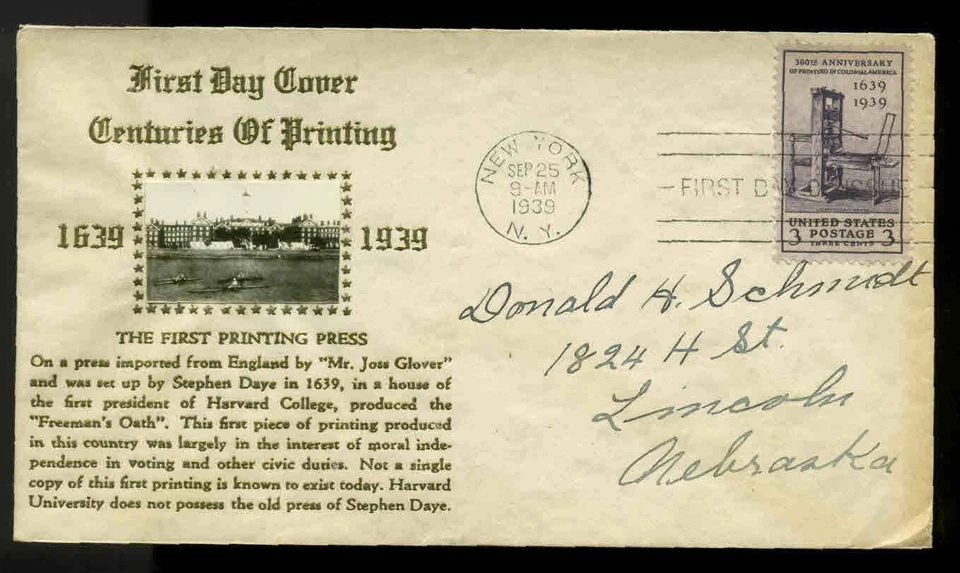 First Day Cover
Centuries Of Printing
1639 1939
THE FIRST PRINTING PRESS
On a press imported from England by "Mr. Joss Glover"
and was set up by Stephen Daye in 1639, in a house of
the first president of Harvard College, produced the
"Freeman's Oath". This first piece of printing produced
in this country was largely in the interest of moral inde-
pendence in voting and other civic duties. Not a single
copy of this first printing is known to exist today. Harvard
University does not possess the old press of Stephen Daye.
NEW YORK
SEP 25
9-AM
1939
N. Y.
FIRST DAY OF ISSUE
300TH ANNIVERSARY
OF PRINTING IN COLONIAL AMERICA
1639
1939
UNITED STATES
3 POSTAGE 3
THREE CENTS
Donald H. Schmidt
1824 H St.
Lincoln
Nebraska